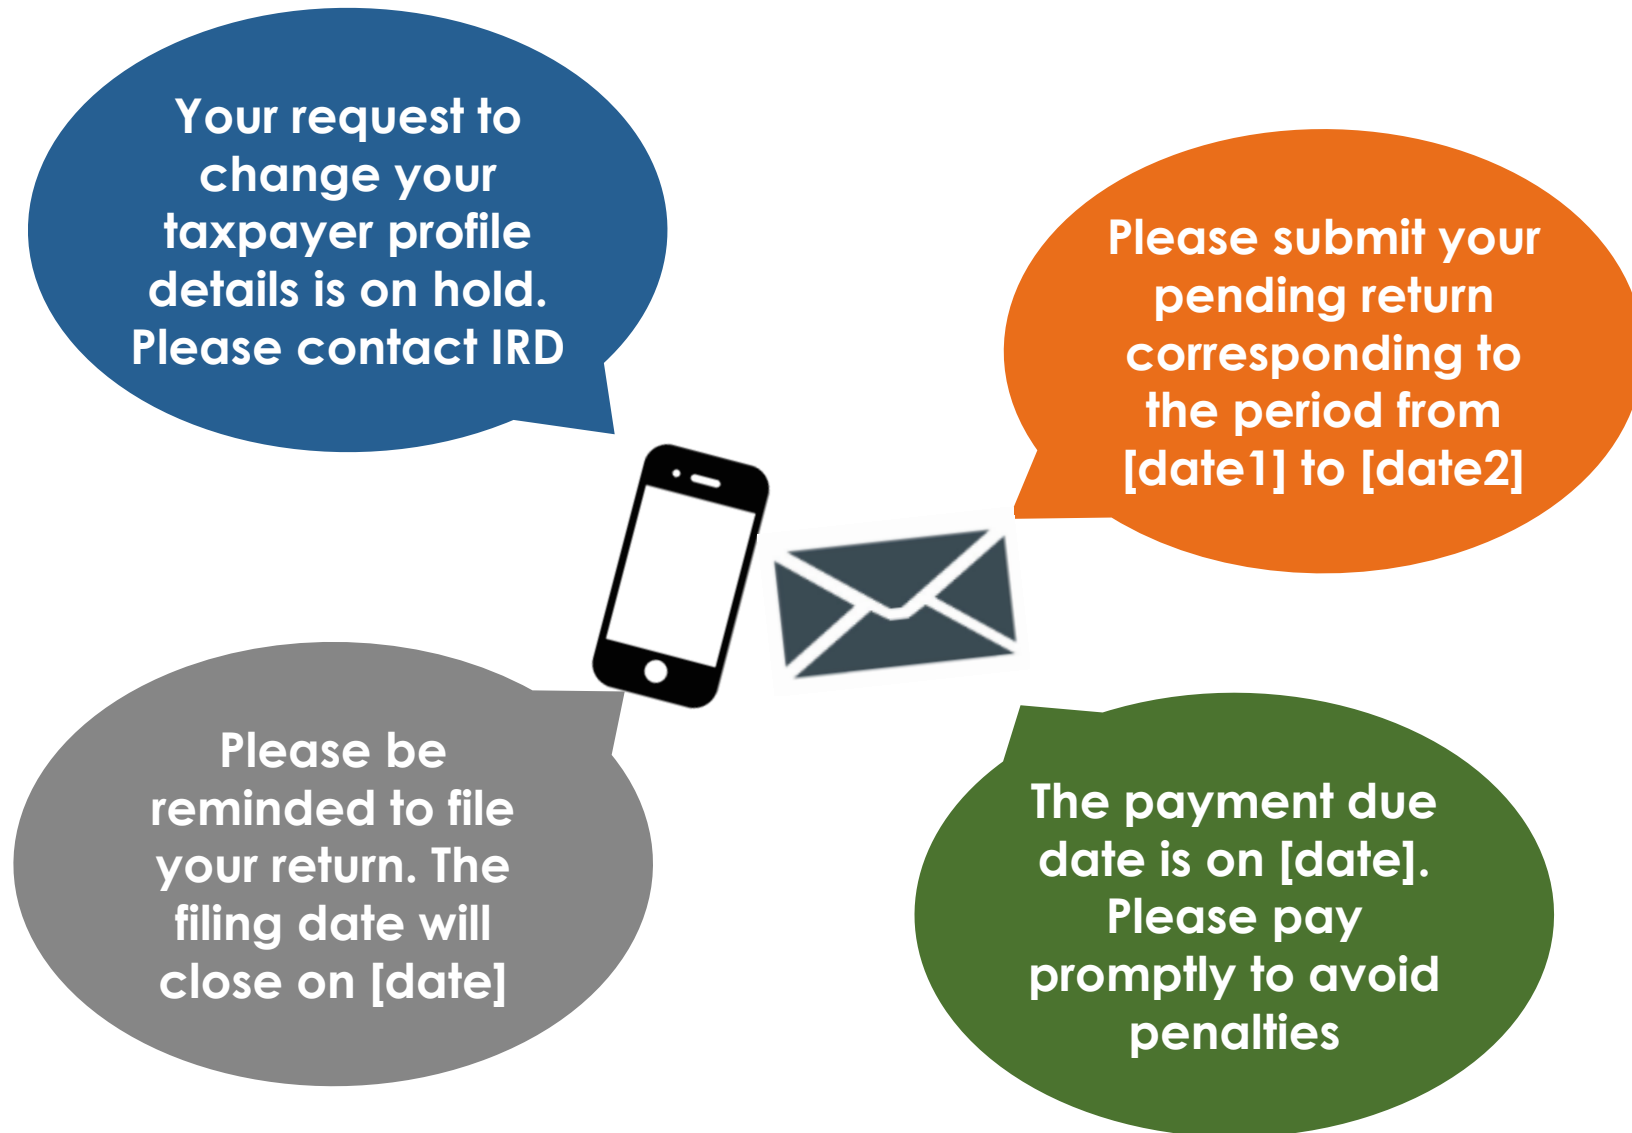 Your request to
change your
taxpayer profile
details is on hold.
Please contact IRD
Please submit your
pending return
corresponding to
the period from
[date1] to [date2]
Please be
reminded to file
your return. The
filing date will
close on [date]
The payment due
date is on [date].
Please pay
promptly to avoid
penalties